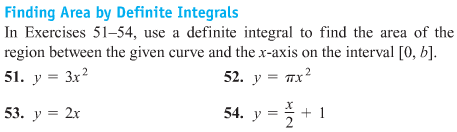 Finding Area by Definite Integrals
In Exercises 51–54, use a definite integral to find the area of the
region between the given curve and the x-axis on the interval [0, b].
51. y = 3x² 52. y = πx²
53. y = 2x 54. y = x/2 + 1